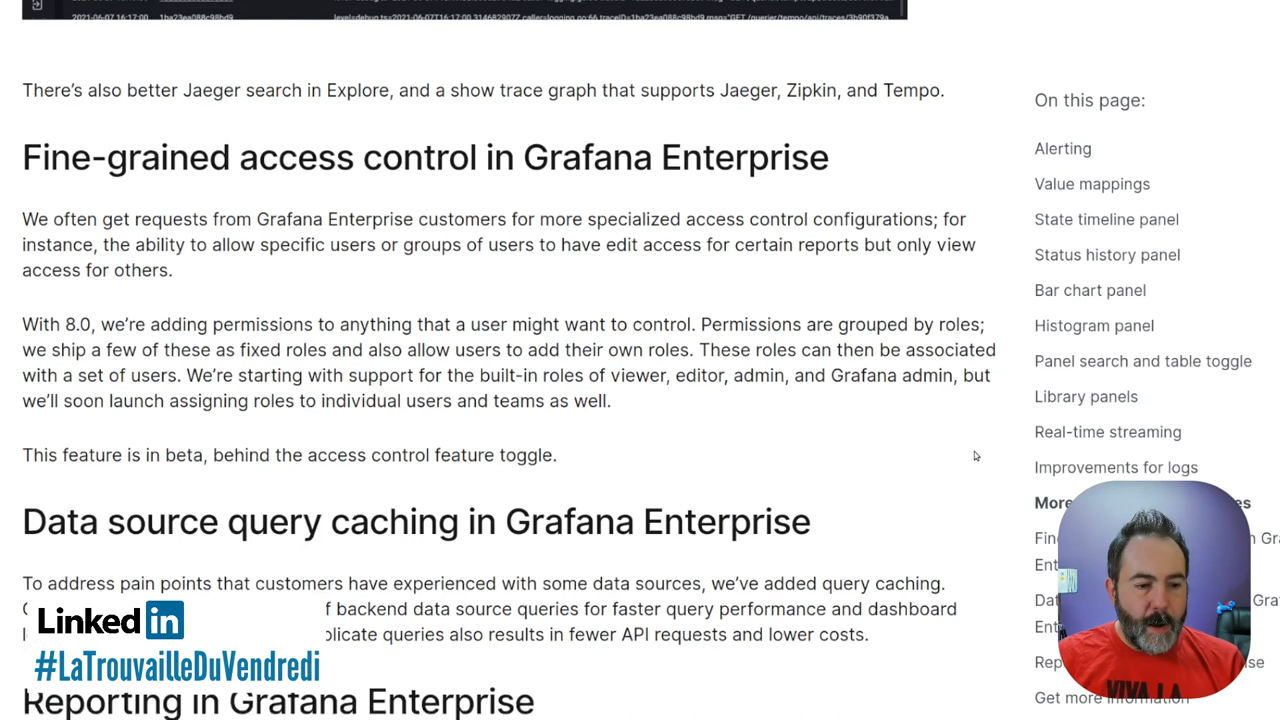 2021-06-07 16:17:00
1ba23ea088c98bd9
There's also better Jaeger search in Explore, and a show trace graph that supports Jaeger, Zipkin, and Tempo.
Fine-grained access control in Grafana Enterprise
We often get requests from Grafana Enterprise customers for more specialized access control configurations; for
instance, the ability to allow specific users or groups of users to have edit access for certain reports but only view
access for others.
With 8.0, we're adding permissions to anything that a user might want to control. Permissions are grouped by roles;
we ship a few of these as fixed roles and also allow users to add their own roles. These roles can then be associated
with a set of users. We're starting with support for the built-in roles of viewer, editor, admin, and Grafana admin, but
we'll soon launch assigning roles to individual users and teams as well.
This feature is in beta, behind the access control feature toggle.
Data source query caching in Grafana Enterprise
To address pain points that customers have experienced with some data sources, we've added query caching.
f backend data source queries for faster query performance and dashboard
plicate queries also results in fewer API requests and lower costs.
Reporting in Grafana Enterprise
On this page:
Alerting
Value mappings
State timeline panel
Status history panel
Bar chart panel
Histogram panel
Panel search and table toggle
Library panels
Real-time streaming
Improvements for logs
More
Get more information
Linked in
#LaTrouvailleDuVendredi
VIVA LA